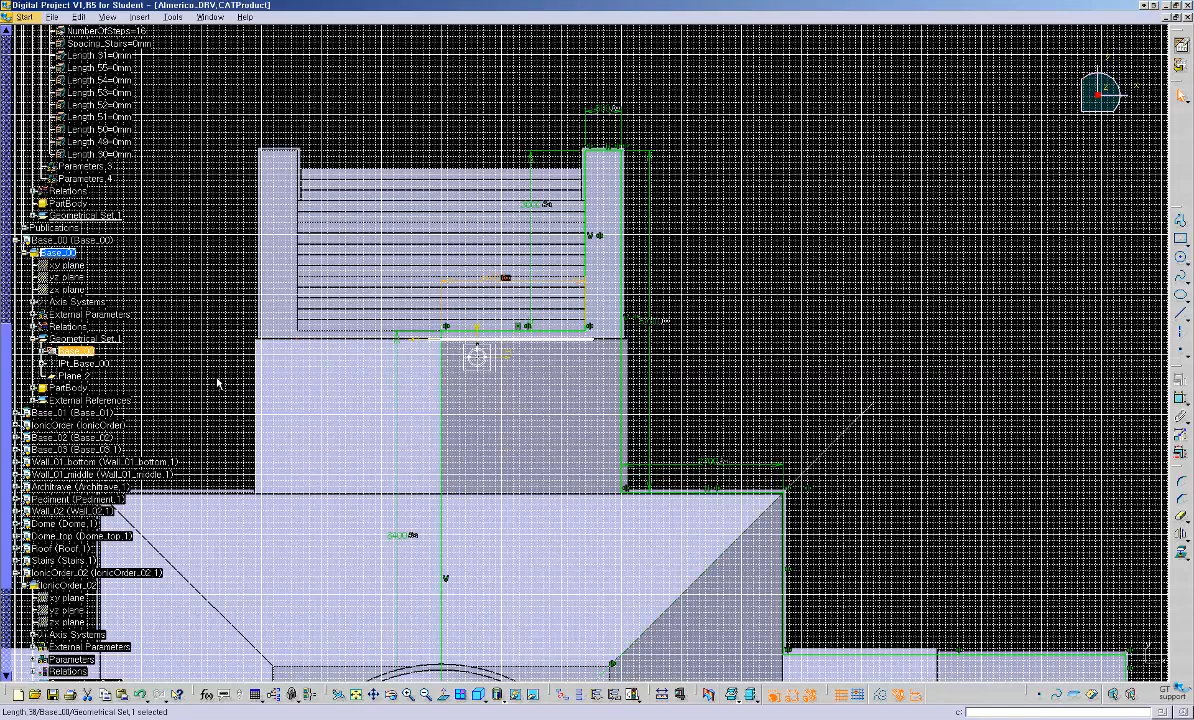 Digital Project V1,R5 for Student - [Almerico_DRV,CATProduct]
Start File Edit View Insert Tools Window Help
NumberOfSteps=16
Spacing_Stairs=0mm
Length.31=0mm
Length.55=0mm
Length.54=0mm
Length.53=0mm
Length.52=0mm
Length.51=0mm
Length.50=0mm
Length.49=0mm
Length.30=0mm
Parameters.3
Parameters.4
Relations
PartBody
Geometrical Set.1
Publications
Base_00 (Base_00)
Base_00
xy plane
yz plane
zx plane
Axis Systems
External Parameters
Relations
Geometrical Set.1
Pt_Base_00
Plane.2
PartBody
External References
Base_01 (Base_01)
IonicOrder (IonicOrder)
Base_02 (Base_02)
Base_03 (Base_03.1)
Wall_01_bottom (Wall_01_bottom.1)
Wall_01_middle (Wall_01_middle.1)
Architrave (Architrave.1)
Pediment (Pediment.1)
Wall_02 (Wall_02.1)
Dome (Dome.1)
Dome_top (Dome_top.1)
Roof (Roof.1)
Stairs (Stairs.1)
IonicOrder_02 (IonicOrder_02.1)
IonicOrder_02
xy plane
yz plane
zx plane
Axis Systems
External Parameters
Parameters
Relations
V
V
GT
support
Length.38/Base_00/Geometrical Set.1 selected
c: